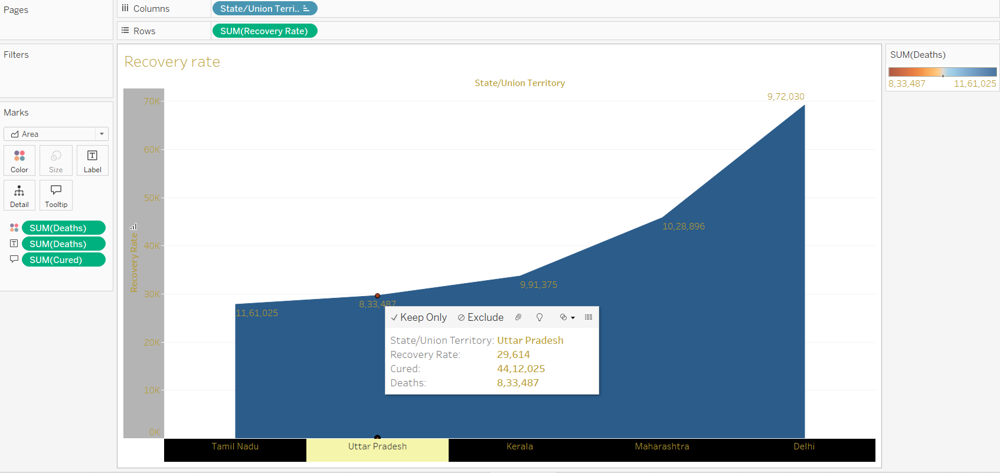 Pages
Columns
State/Union Terri..
Rows
SUM(Recovery Rate)
Filters
Marks
Area
Color
Size
Label
Detail
Tooltip
SUM(Deaths)
SUM(Deaths)
SUM(Cured)
Recovery rate
State/Union Territory
Recovery Rate
70K
60K
50K
40K
30K
20K
10K
0K
11,61,025
8,33,487
9,91,375
10,28,896
9,72,030
Keep Only
Exclude
State/Union Territory: Uttar Pradesh
Recovery Rate: 29,614
Cured: 44,12,025
Deaths: 8,33,487
Tamil Nadu
Uttar Pradesh
Kerala
Maharashtra
Delhi
SUM(Deaths)
8,33,487
11,61,025